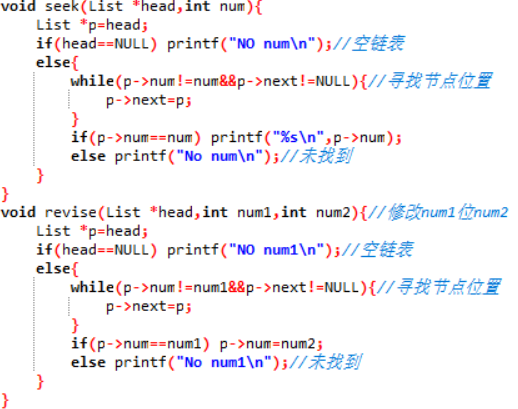 void seek(List *head,int num){
List *p=head;
if(head==NULL) printf("NO num\n");//空链表
else{
while(p->num!=num&&p->next!=NULL){//寻找节点位置
p->next=p;
}
if(p->num==num) printf("%s\n",p->num);
else printf("No num\n");//未找到
}
}
void revise(List *head,int num1,int num2){//修改num1位num2
List *p=head;
if(head==NULL) printf("NO num1\n");//空链表
else{
while(p->num!=num1&&p->next!=NULL){//寻找节点位置
p->next=p;
}
if(p->num==num1) p->num=num2;
else printf("No num1\n");//未找到
}
}